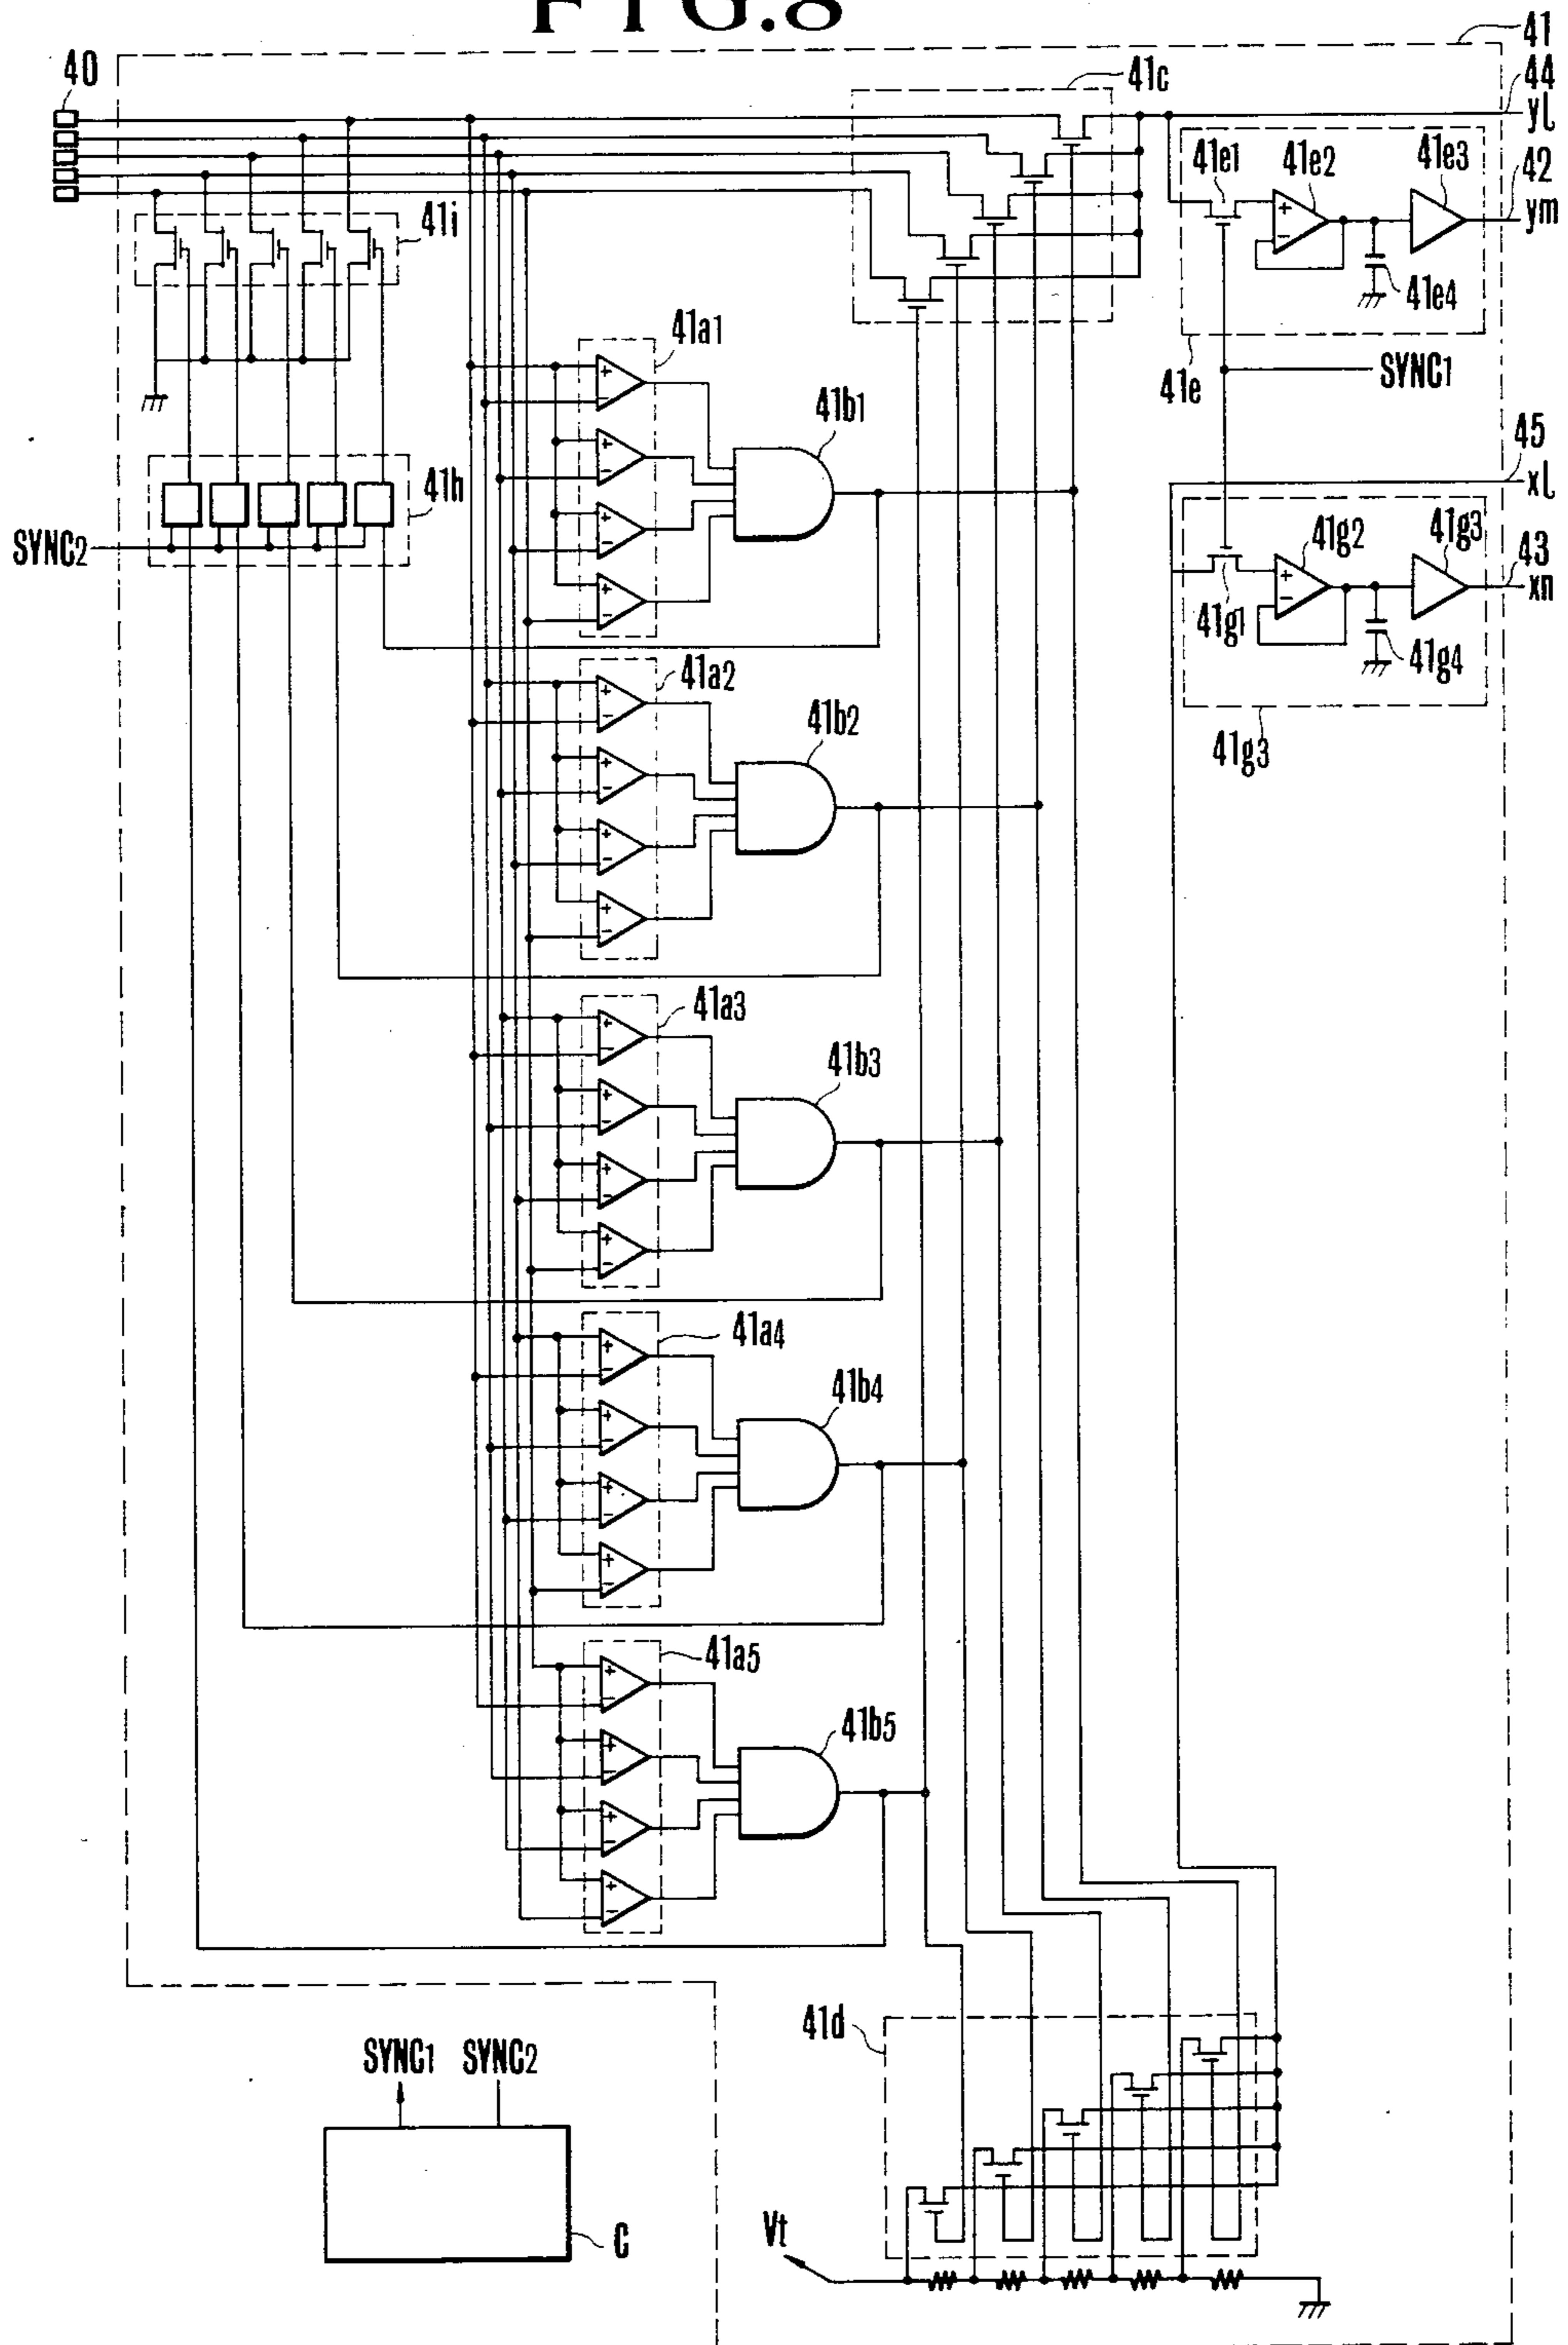 FIG.8
41
40
41c
44
yl
41e1
41e2
41e3
42
ym
41i
41e4
41a1
SYNC1
41e
41b1
45
xl
41h
SYNC2
41g2
41g3
43
xn
41g1
41g4
41a2
41b2
41g3
41a3
41b3
41a4
41b4
41a5
41b5
41d
SYNC1 SYNC2
C
Vt